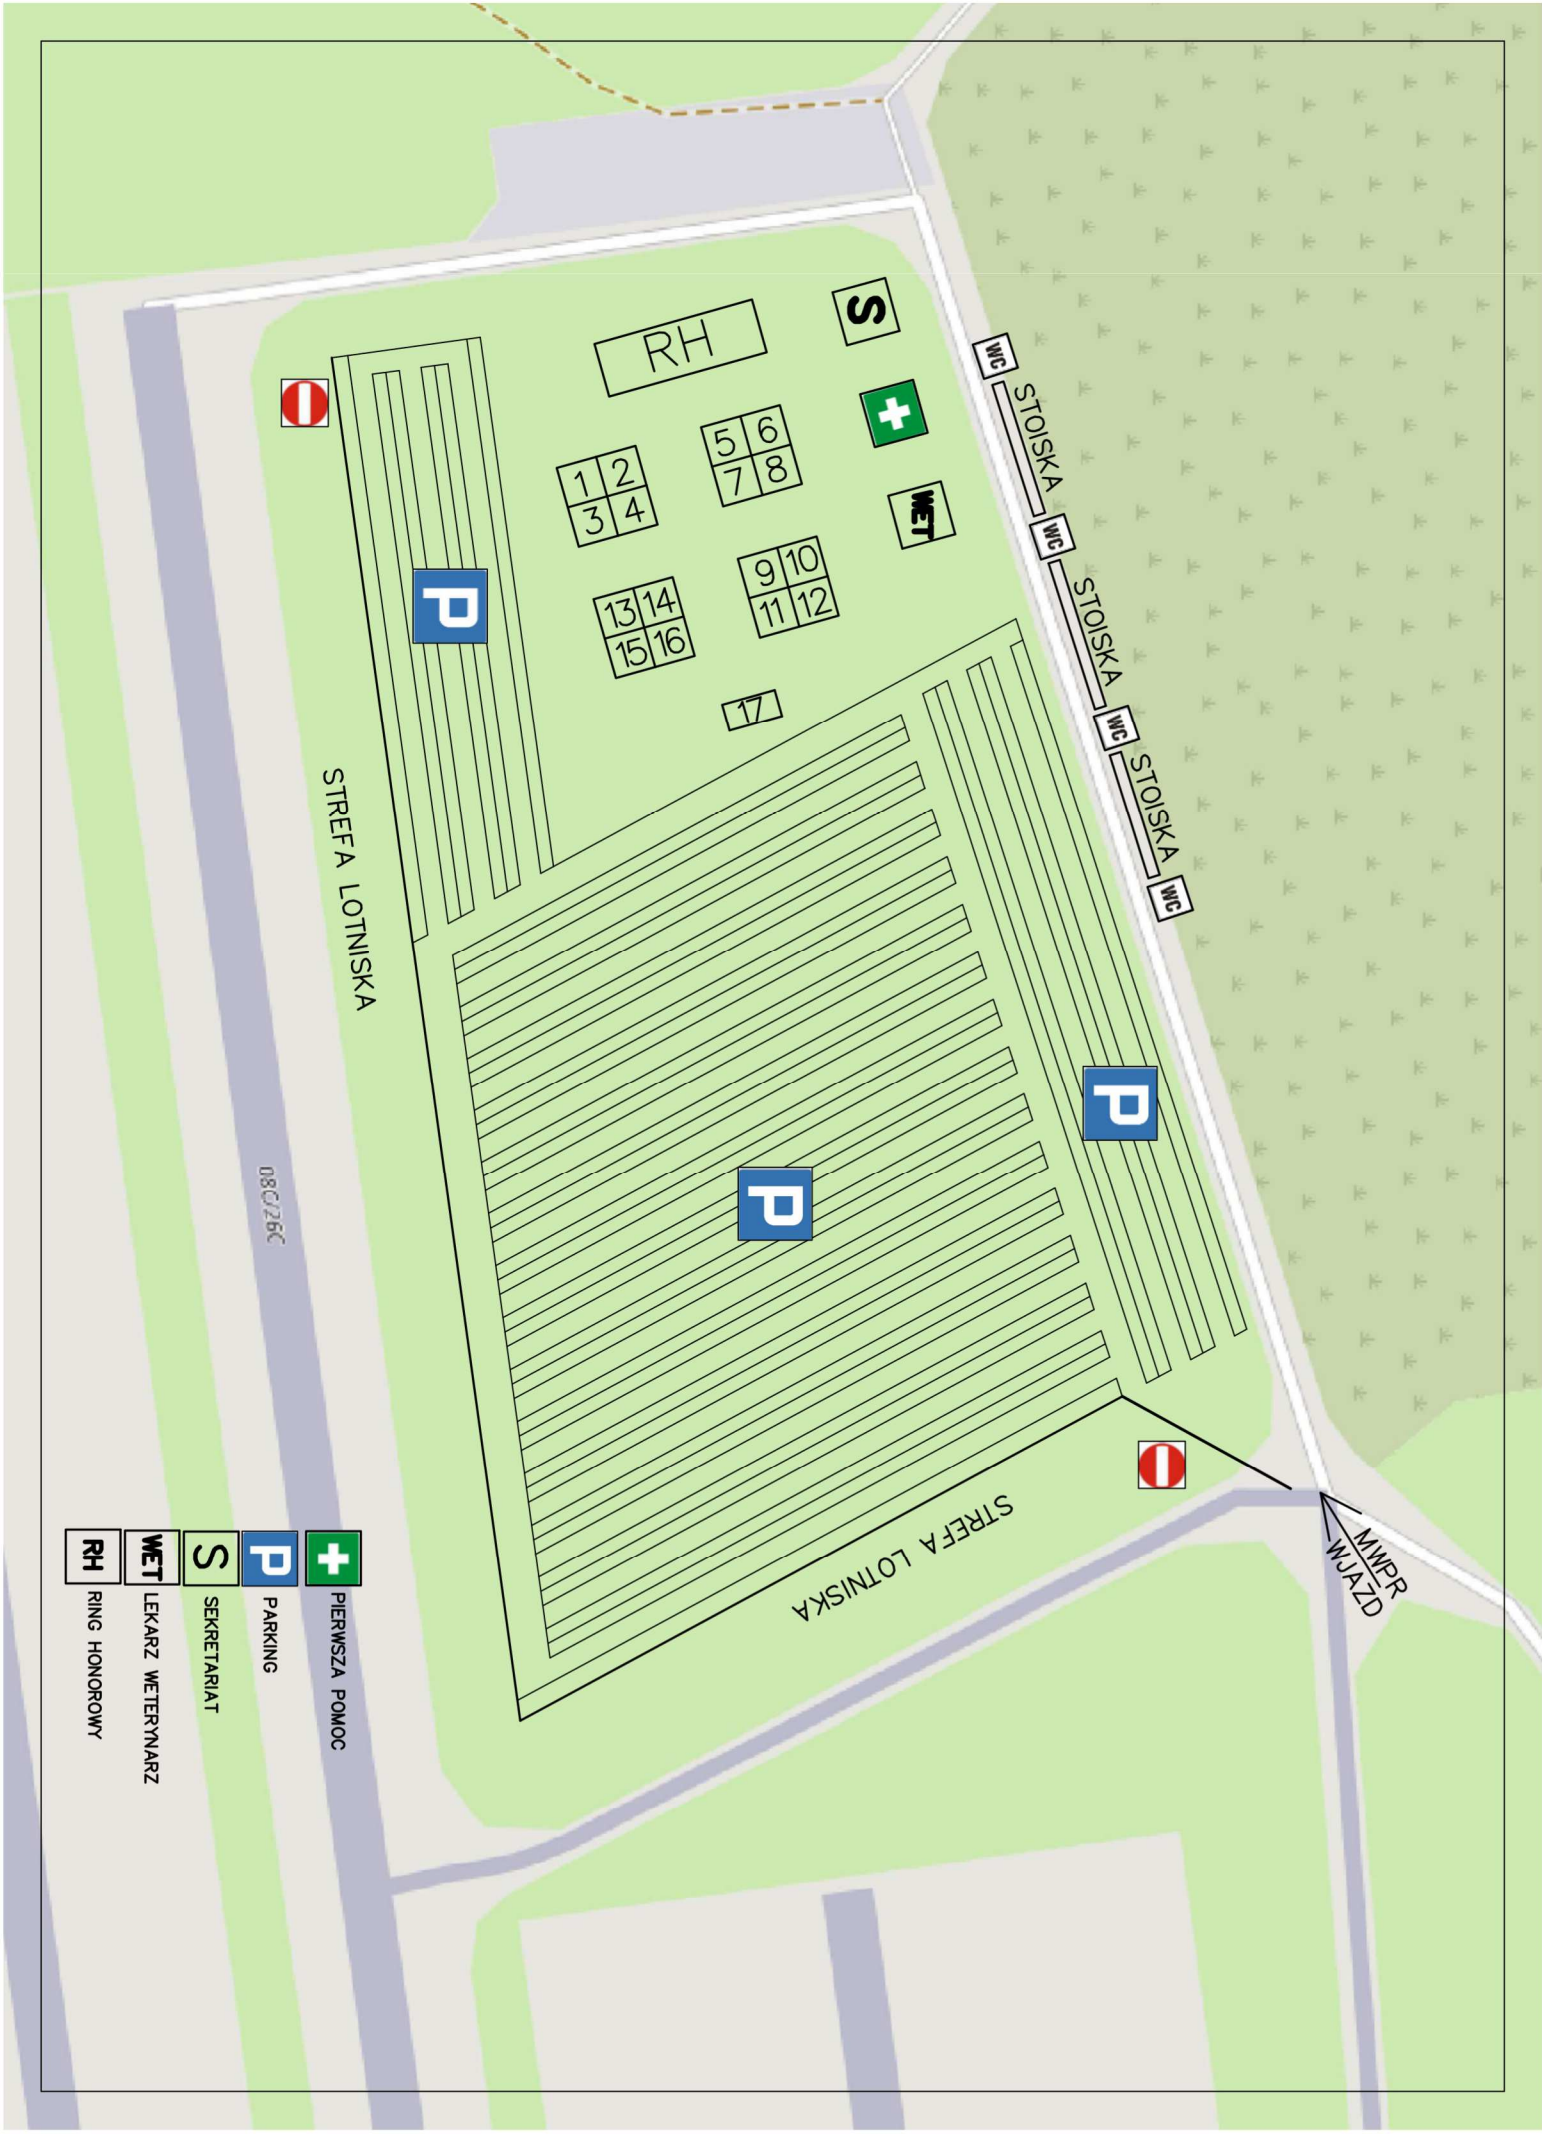 S
RH
WC
STOISKA
5 6
7 8
1 2
3 4
WET
WC
STOISKA
9 10
11 12
13 14
15 16
17
WC
STOISKA
WC
P
P
P
STREFA LOTNISKA
08C/26C
STREFA LOTNISKA
MWPR
WJAZD
PIERWSZA POMOC
P PARKING
S SEKRETARIAT
WET LEKARZ WETERYNARZ
RH RING HONOROWY